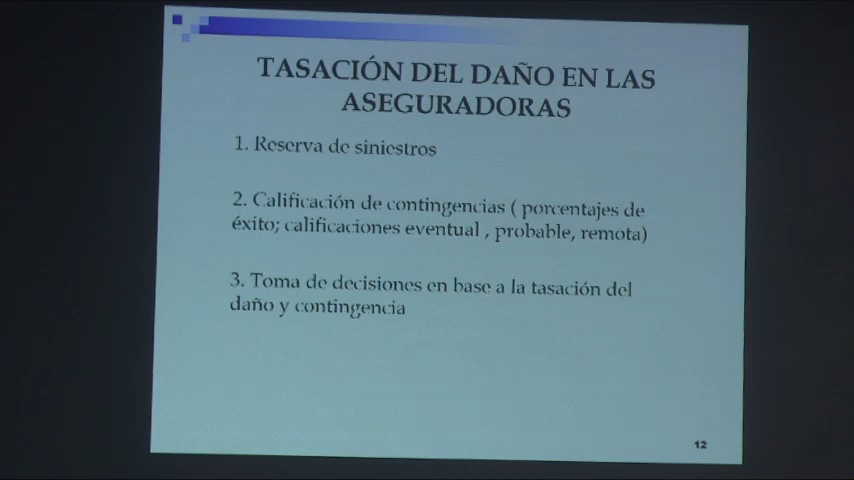 TASACIÓN DEL DAÑO EN LAS
ASEGURADORAS
1. Reserva de siniestros
2. Calificación de contingencias ( porcentajes de
éxito; calificaciones eventual , probable, remota)
3. Toma de decisiones en base a la tasación del
daño y contingencia
12